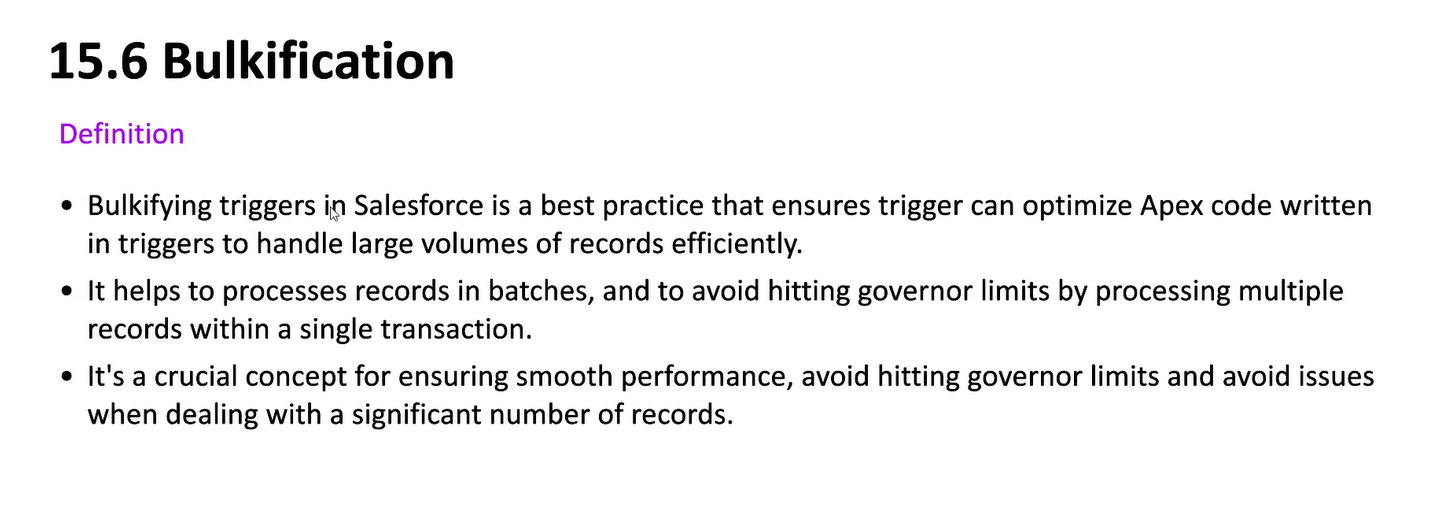 15.6 Bulkification
Definition
• Bulkifying triggers in Salesforce is a best practice that ensures trigger can optimize Apex code written
in triggers to handle large volumes of records efficiently.
• It helps to processes records in batches, and to avoid hitting governor limits by processing multiple
records within a single transaction.
• It's a crucial concept for ensuring smooth performance, avoid hitting governor limits and avoid issues
when dealing with a significant number of records.